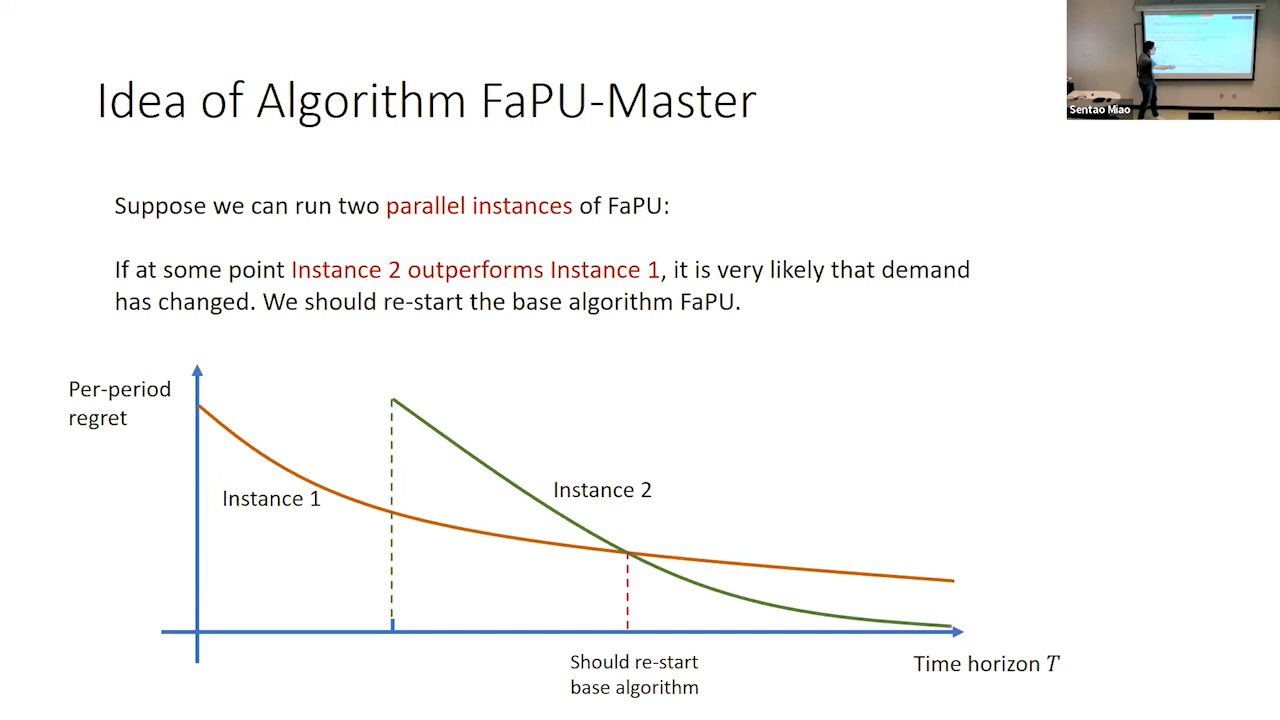 Idea of Algorithm FaPU-Master
Sentao Miao
Suppose we can run two parallel instances of FaPU:
If at some point Instance 2 outperforms Instance 1, it is very likely that demand
has changed. We should re-start the base algorithm FaPU.
Per-period
regret
Instance 1
Instance 2
Should re-start
base algorithm
Time horizon T